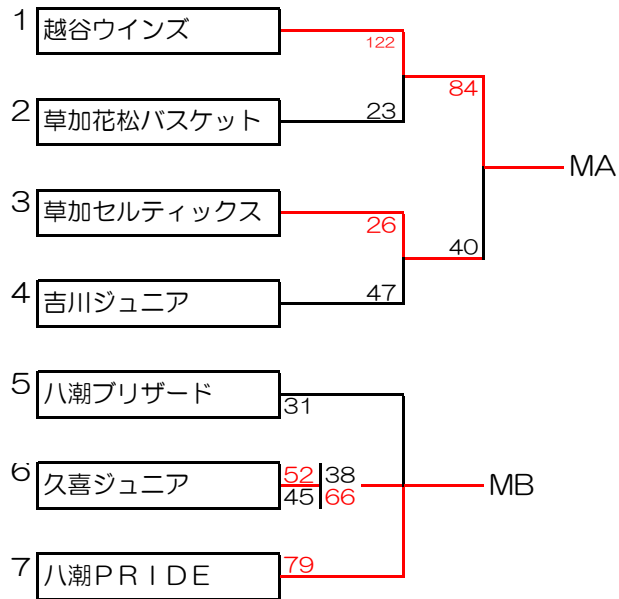 1 越谷ウインズ
122
84
2 草加花松バスケット
23
MA
3 草加セルティックス
26
40
4 吉川ジュニア
47
5 八潮ブリザード
31
6 久喜ジュニア
52 38
45 66
MB
7 八潮PRIDE
79